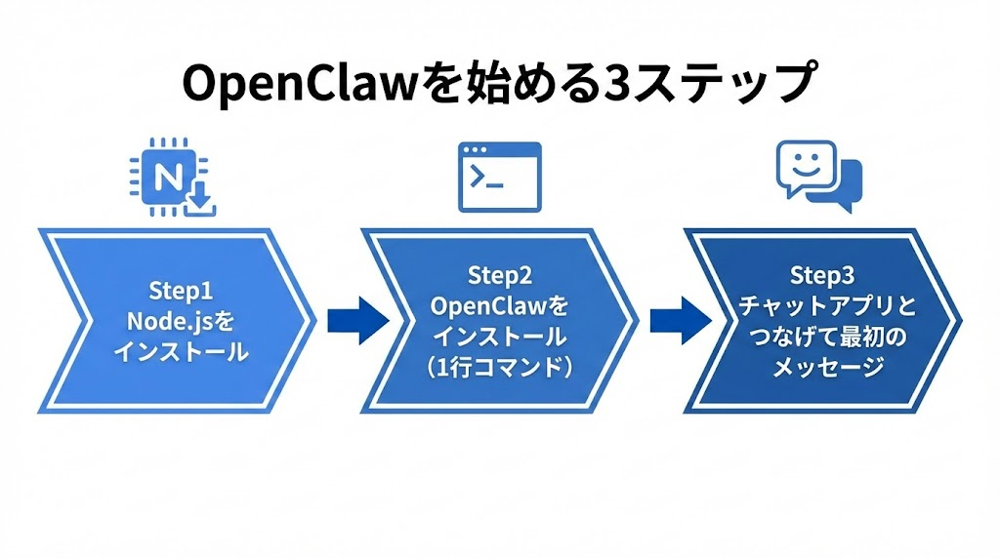 OpenClawを始める3ステップ
N
>_
Step1
Node.jsを
インストール
Step2
OpenClawを
インストール
（1行コマンド）
Step3
チャットアプリと
つなげて最初の
メッセージ